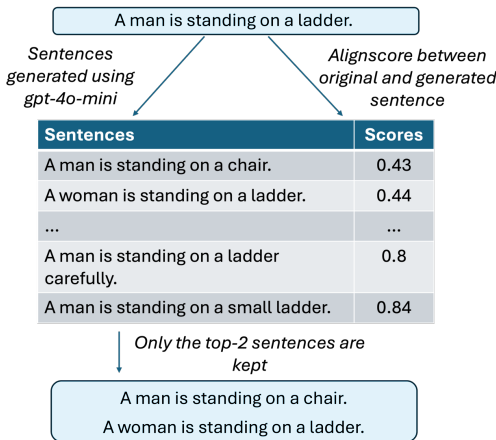 A man is standing on a ladder.
Sentences
generated using
gpt-4o-mini
Alignscore between
original and generated
sentence
Sentences Scores
A man is standing on a chair. 0.43
A woman is standing on a ladder. 0.44
... ...
A man is standing on a ladder 0.8
carefully.
A man is standing on a small ladder. 0.84
Only the top-2 sentences are
kept
A man is standing on a chair.
A woman is standing on a ladder.